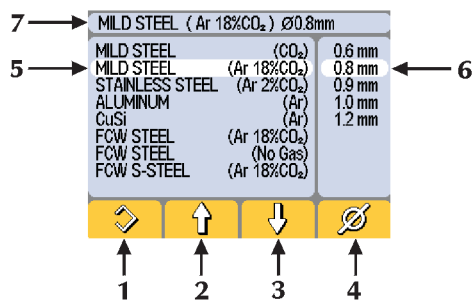 7
MILD STEEL ( Ar 18%CO₂ ) Ø0.8mm
MILD STEEL (CO₂) 0.6 mm
5 MILD STEEL (Ar 18%CO₂) 0.8 mm 6
STAINLESS STEEL (Ar 2%CO₂) 0.9 mm
ALUMINUM (Ar) 1.0 mm
CuSi (Ar) 1.2 mm
FCW STEEL (Ar 18%CO₂)
FCW STEEL (No Gas)
FCW S-STEEL (Ar 18%CO₂)
Ø
1 2 3 4